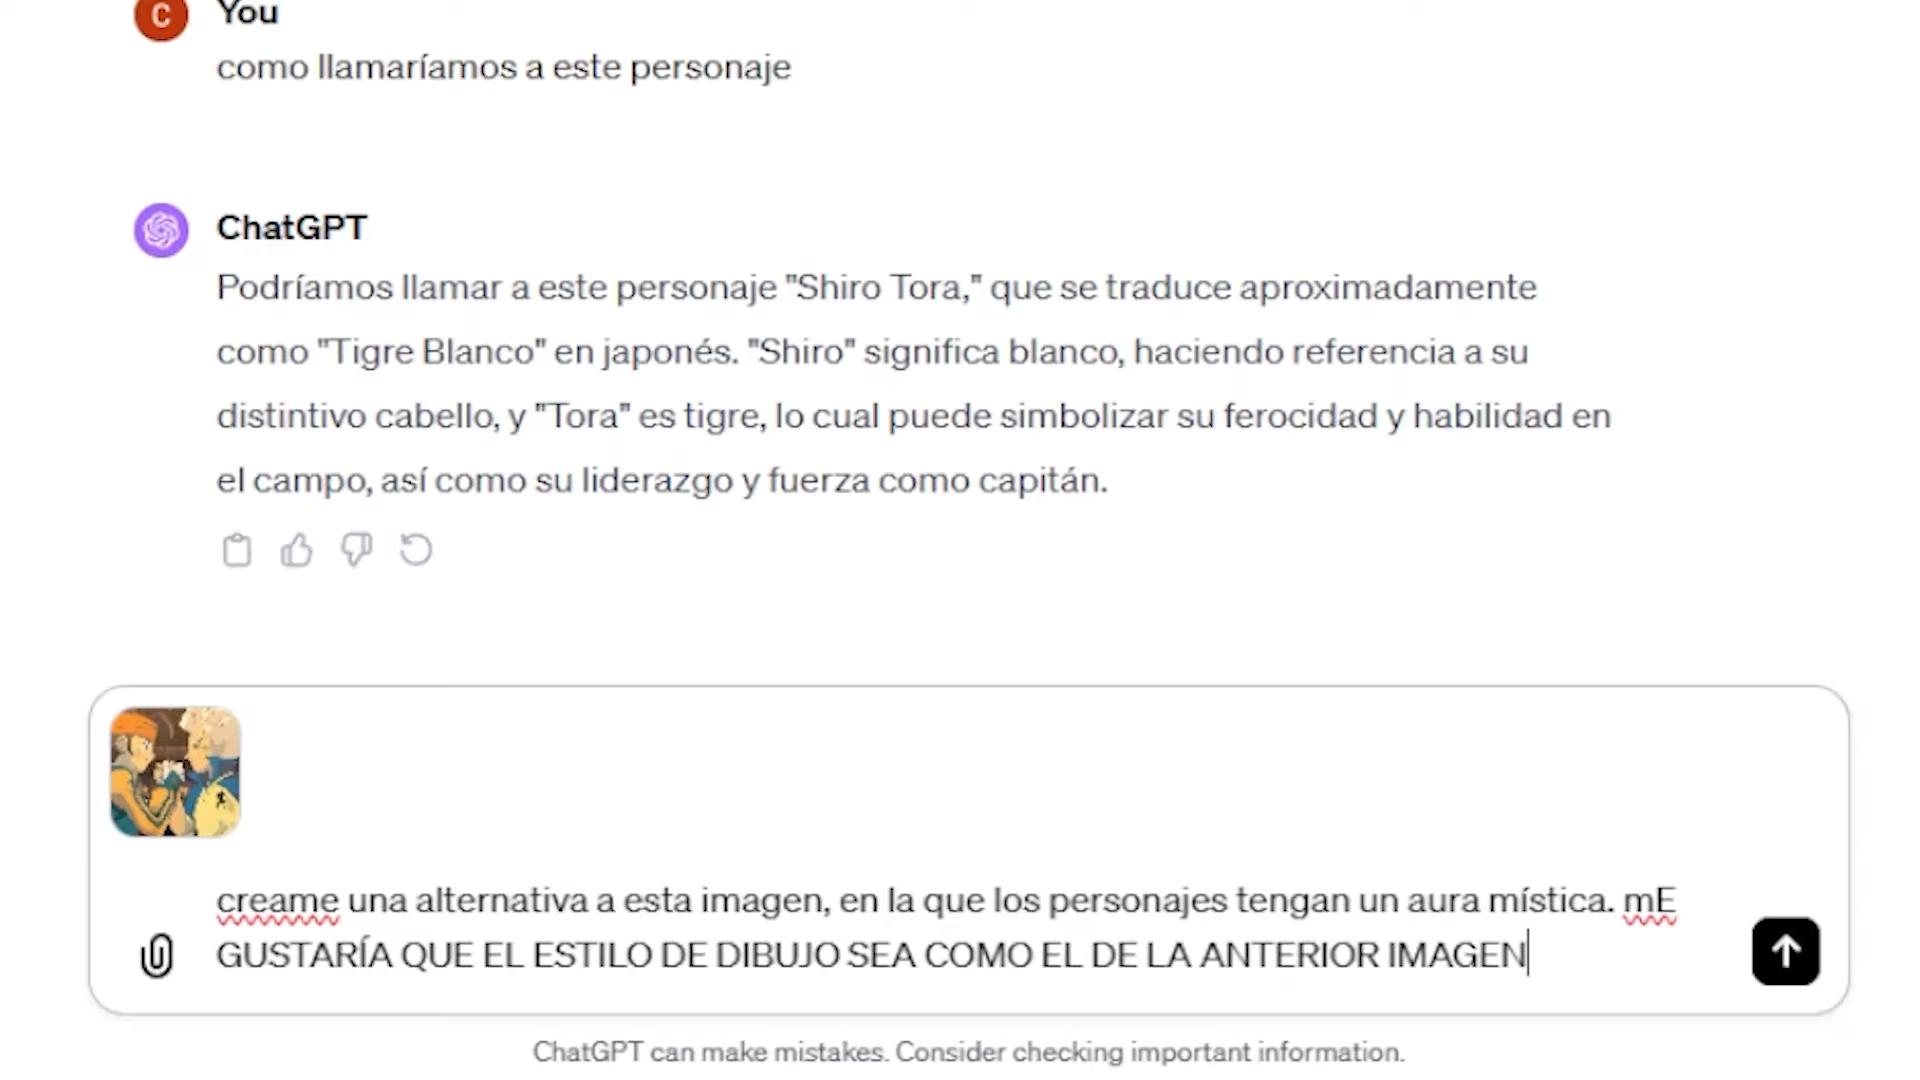 C
You
como llamaríamos a este personaje
ChatGPT
Podríamos llamar a este personaje "Shiro Tora," que se traduce aproximadamente
como "Tigre Blanco" en japonés. "Shiro" significa blanco, haciendo referencia a su
distintivo cabello, y "Tora" es tigre, lo cual puede simbolizar su ferocidad y habilidad en
el campo, así como su liderazgo y fuerza como capitán.
creame una alternativa a esta imagen, en la que los personajes tengan un aura mística. mE
GUSTARÍA QUE EL ESTILO DE DIBUJO SEA COMO EL DE LA ANTERIOR IMAGEN
ChatGPT can make mistakes. Consider checking important information.